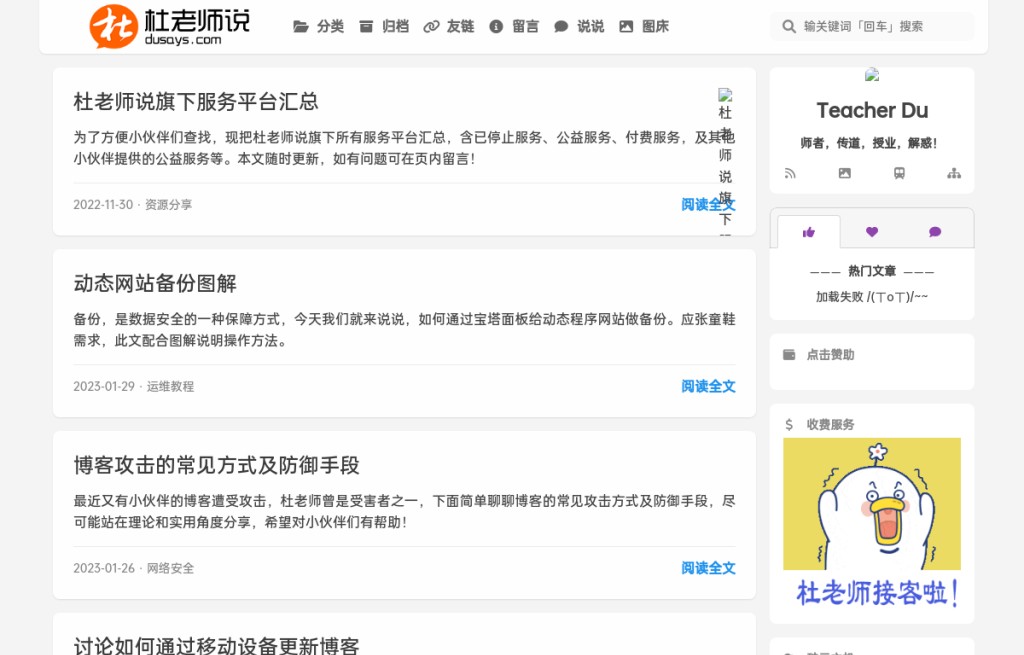 杜老师说
dusays.com
分类 归档 友链 留言 说说 图床
输关键词「回车」搜索
杜老师说旗下服务平台汇总
为了方便小伙伴们查找，现把杜老师说旗下所有服务平台汇总，含已停止服务、公益服务、付费服务，及其他
小伙伴提供的公益服务等。本文随时更新，如有问题可在页内留言！
杜
老
师
说
旗
下
2022-11-30 · 资源分享
阅读全文
动态网站备份图解
备份，是数据安全的一种保障方式，今天我们就来说说，如何通过宝塔面板给动态程序网站做备份。应张童鞋
需求，此文配合图解说明操作方法。
2023-01-29 · 运维教程
阅读全文
博客攻击的常见方式及防御手段
最近又有小伙伴的博客遭受攻击，杜老师曾是受害者之一，下面简单聊聊博客的常见攻击方式及防御手段，尽
可能站在理论和实用角度分享，希望对小伙伴们有帮助！
2023-01-26 · 网络安全
阅读全文
讨论如何通过移动设备更新博客
Teacher Du
师者，传道，授业，解惑！
——— 热门文章 ———
加载失败 /(ㄒoㄒ)/~~
点击赞助
收费服务
杜老师接客啦！